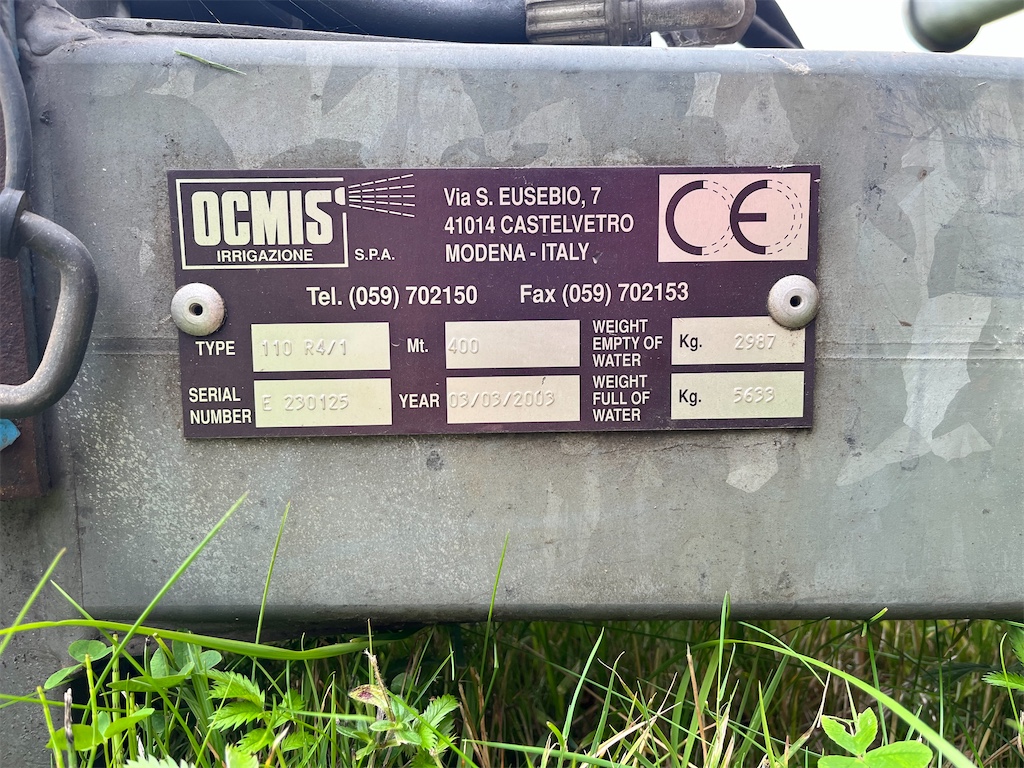 OCMIS
IRRIGAZIONE
S.P.A.
Via S. EUSEBIO, 7
41014 CASTELVETRO
MODENA - ITALY
CE
Tel. (059) 702150 Fax (059) 702153
TYPE 110 R4/1 Mt. 400 WEIGHT EMPTY OF WATER Kg. 2987
SERIAL NUMBER E 230125 YEAR 03/03/2003 WEIGHT FULL OF WATER Kg. 5633